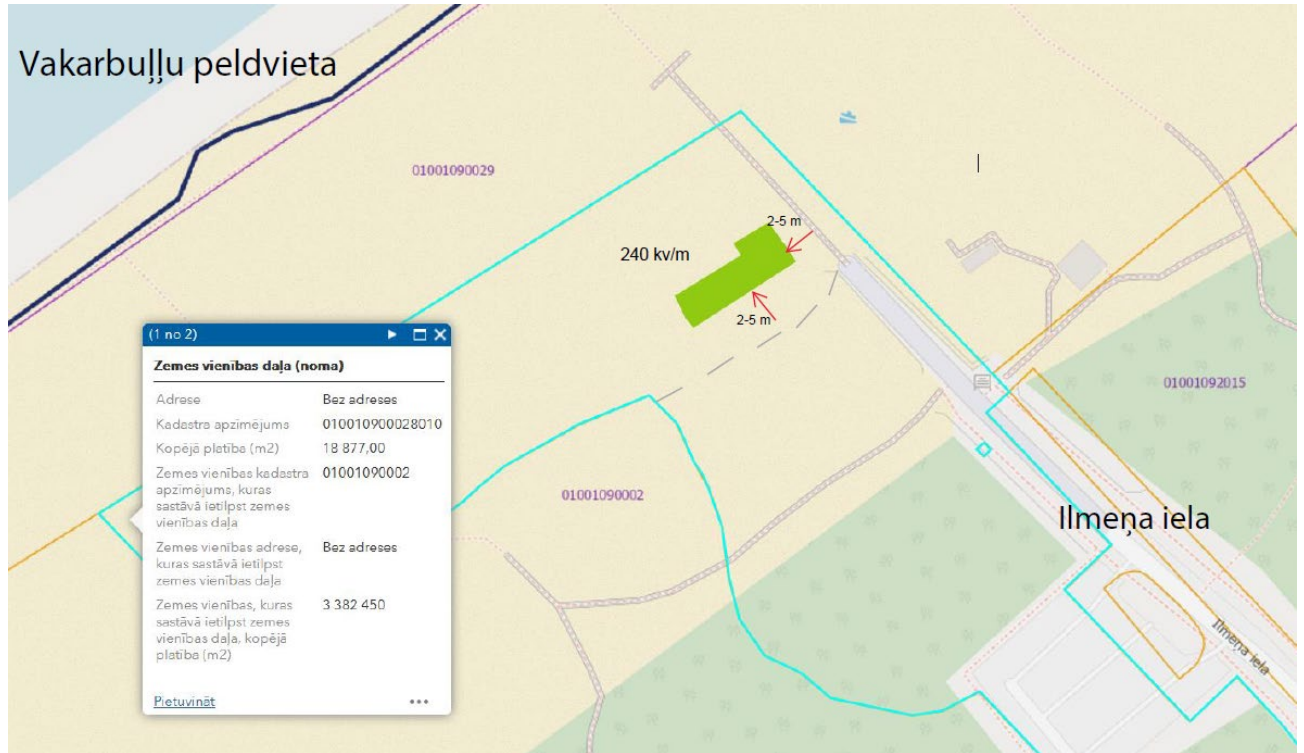 Vakarbuļļu peldvieta
01001090029
2-5 m
240 kv/m
2-5 m
(1 no 2)
Zemes vienības daļa (noma)
Adrese Bez adreses
Kadastra apzīmējums 010010900028010
Kopējā platība (m2) 18 877,00
Zemes vienības kadastra 01001090002
apzīmējums, kuras
sastāvā ietilpst zemes
vienības daļa
Zemes vienības adrese, Bez adreses
kuras sastāvā ietilpst
zemes vienības daļa
Zemes vienības, kuras 3 382 450
sastāvā ietilpst zemes
vienības daļa, kopējā
platība (m2)
Pietuvināt
01001092015
01001090002
Ilmeņa iela
Ilmeņa iela